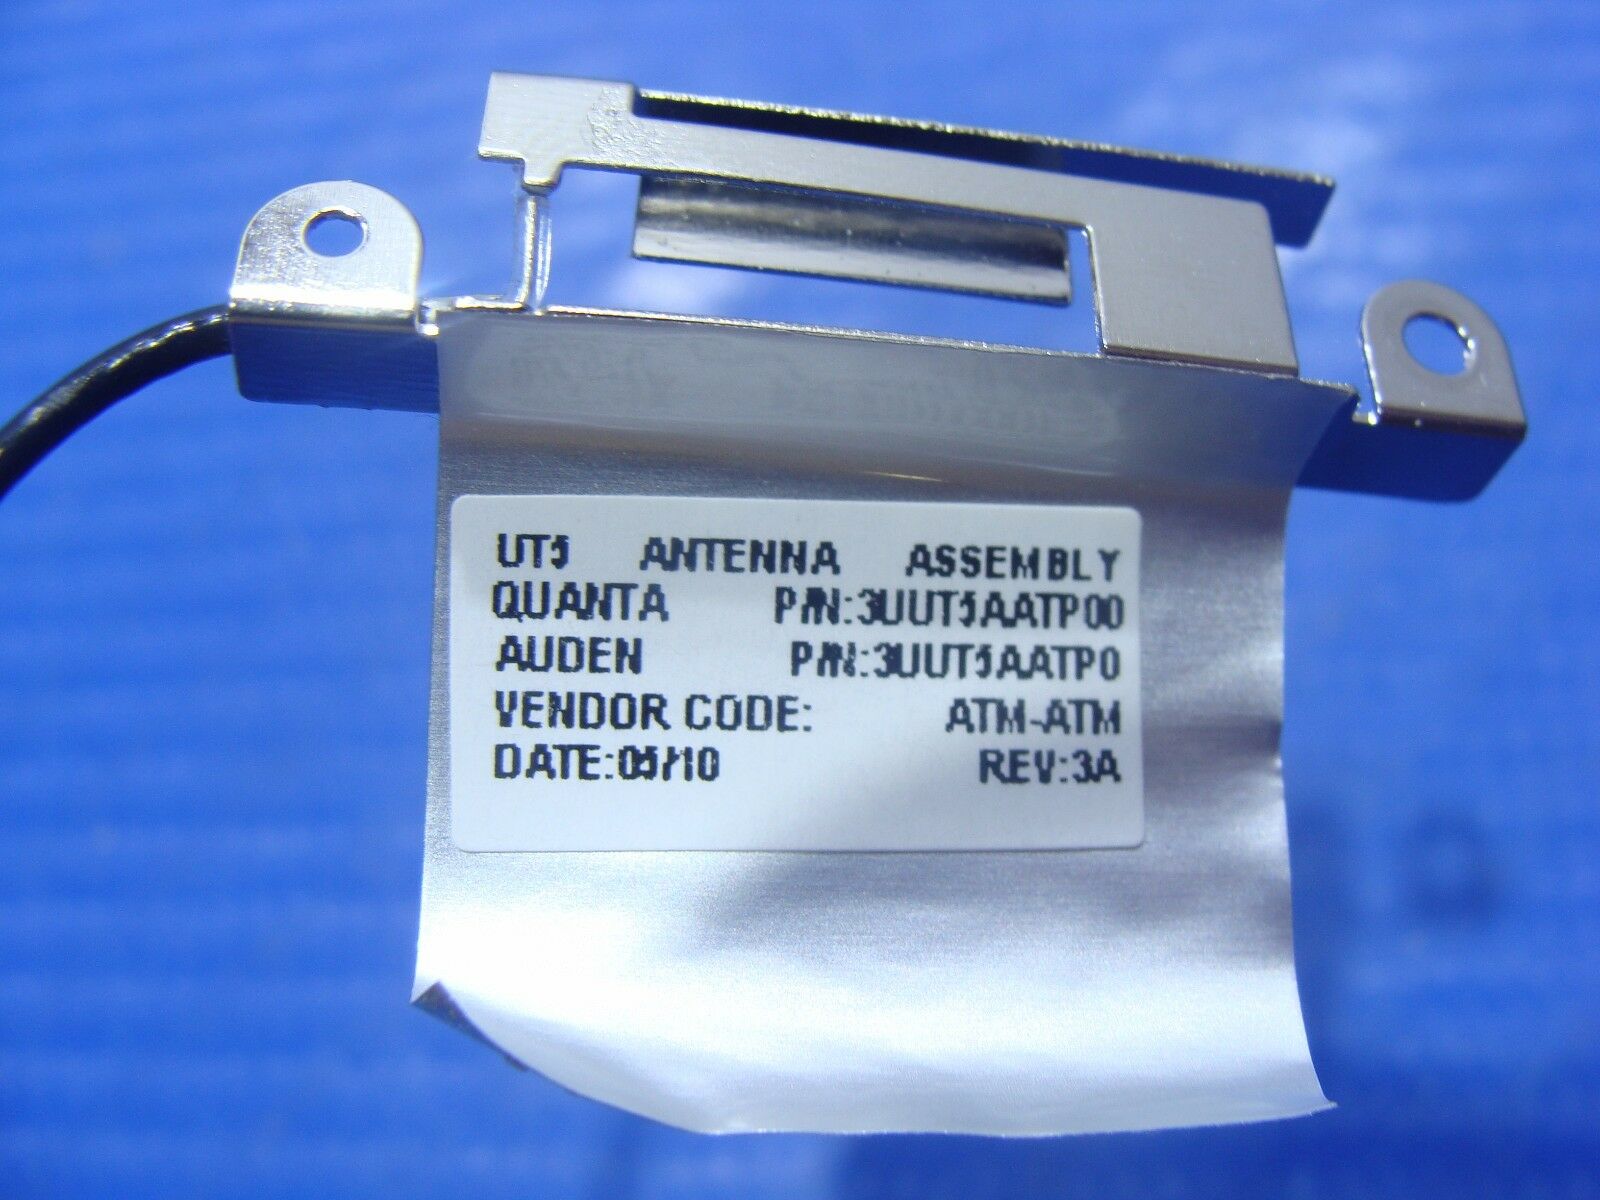 UT5 ANTENNA ASSEMBLY
QUANTA P/N:3UUT5AATP00
AUDEN P/N:3UUT5AATP0
VENDOR CODE: ATM-ATM
DATE:05/10 REV:3A